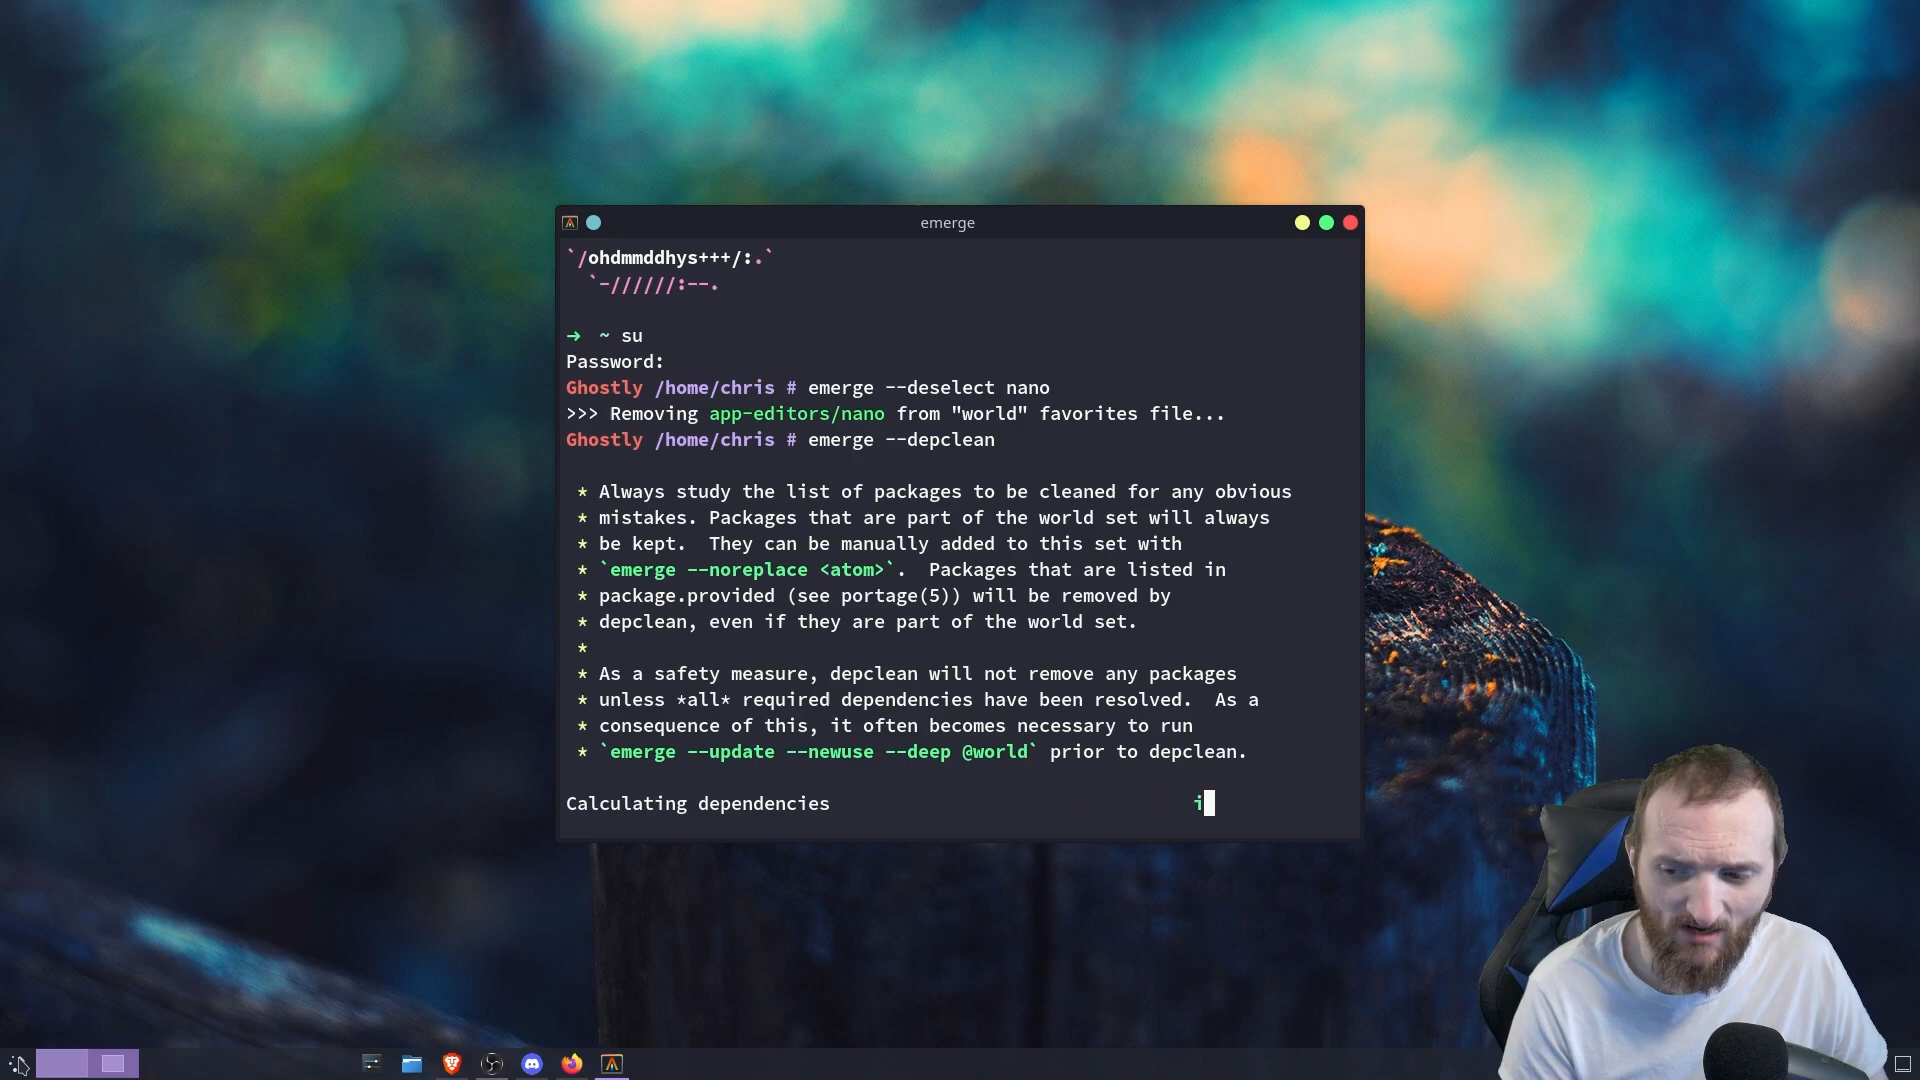 emerge
`/ohdmmddhys+++/:.`
`-//////:--.
→ ~ su
Password:
Ghostly /home/chris # emerge --deselect nano
>>> Removing app-editors/nano from "world" favorites file...
Ghostly /home/chris # emerge --depclean
* Always study the list of packages to be cleaned for any obvious
* mistakes. Packages that are part of the world set will always
* be kept.  They can be manually added to this set with
* `emerge --noreplace <atom>`.  Packages that are listed in
* package.provided (see portage(5)) will be removed by
* depclean, even if they are part of the world set.
*
* As a safety measure, depclean will not remove any packages
* unless *all* required dependencies have been resolved.  As a
* consequence of this, it often becomes necessary to run
* `emerge --update --newuse --deep @world` prior to depclean.
Calculating dependencies i